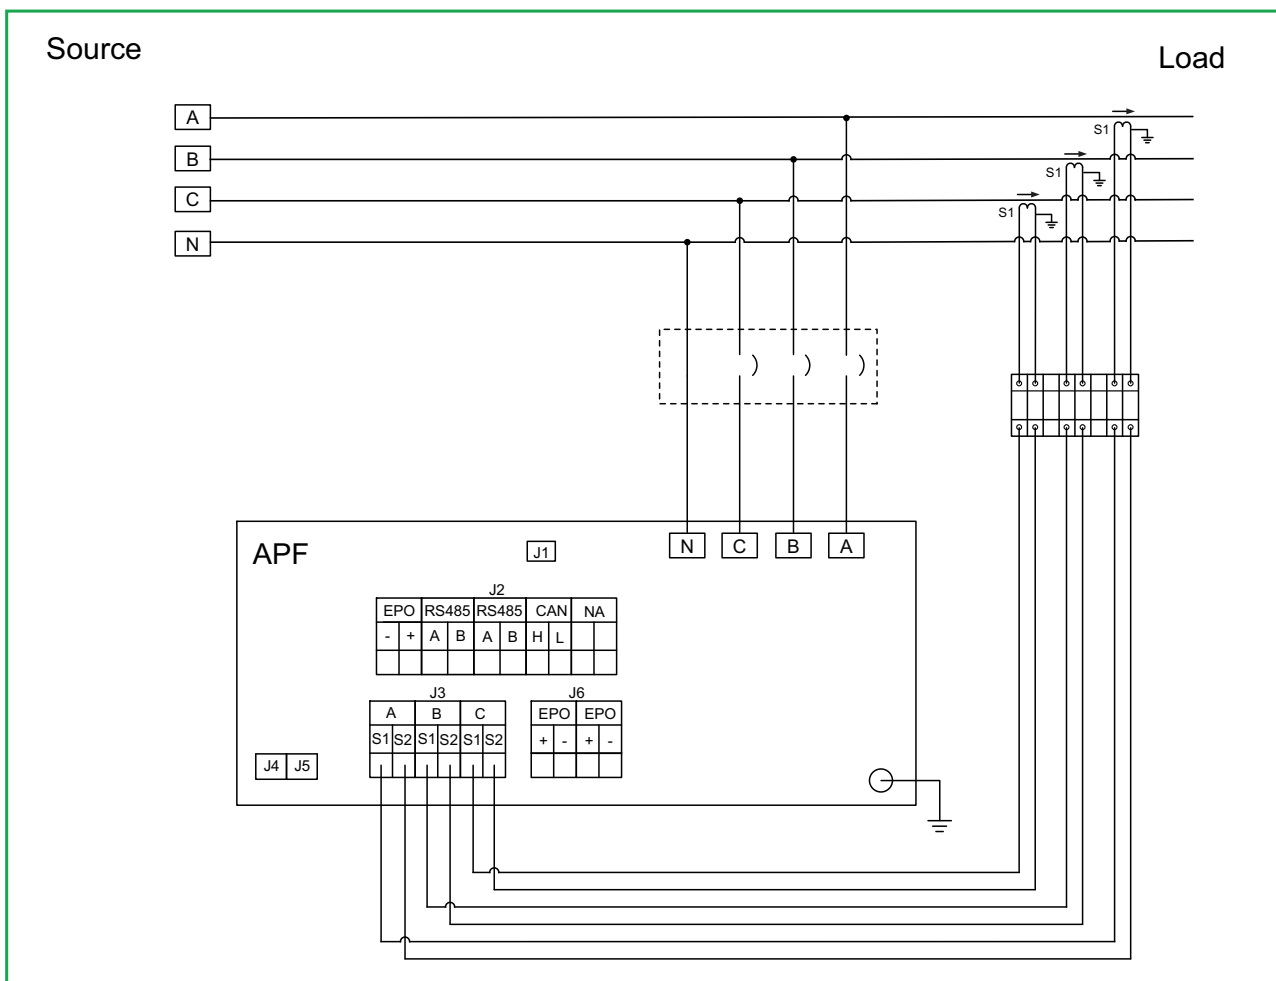 Source
Load
A
S1
B
S1
C
S1
N
APF
J1
N C B A
J2
EPO RS485 RS485 CAN NA
- + A B A B H L
J3
J6
A B C
EPO EPO
S1 S2 S1 S2 S1 S2
+ - + -
J4 J5